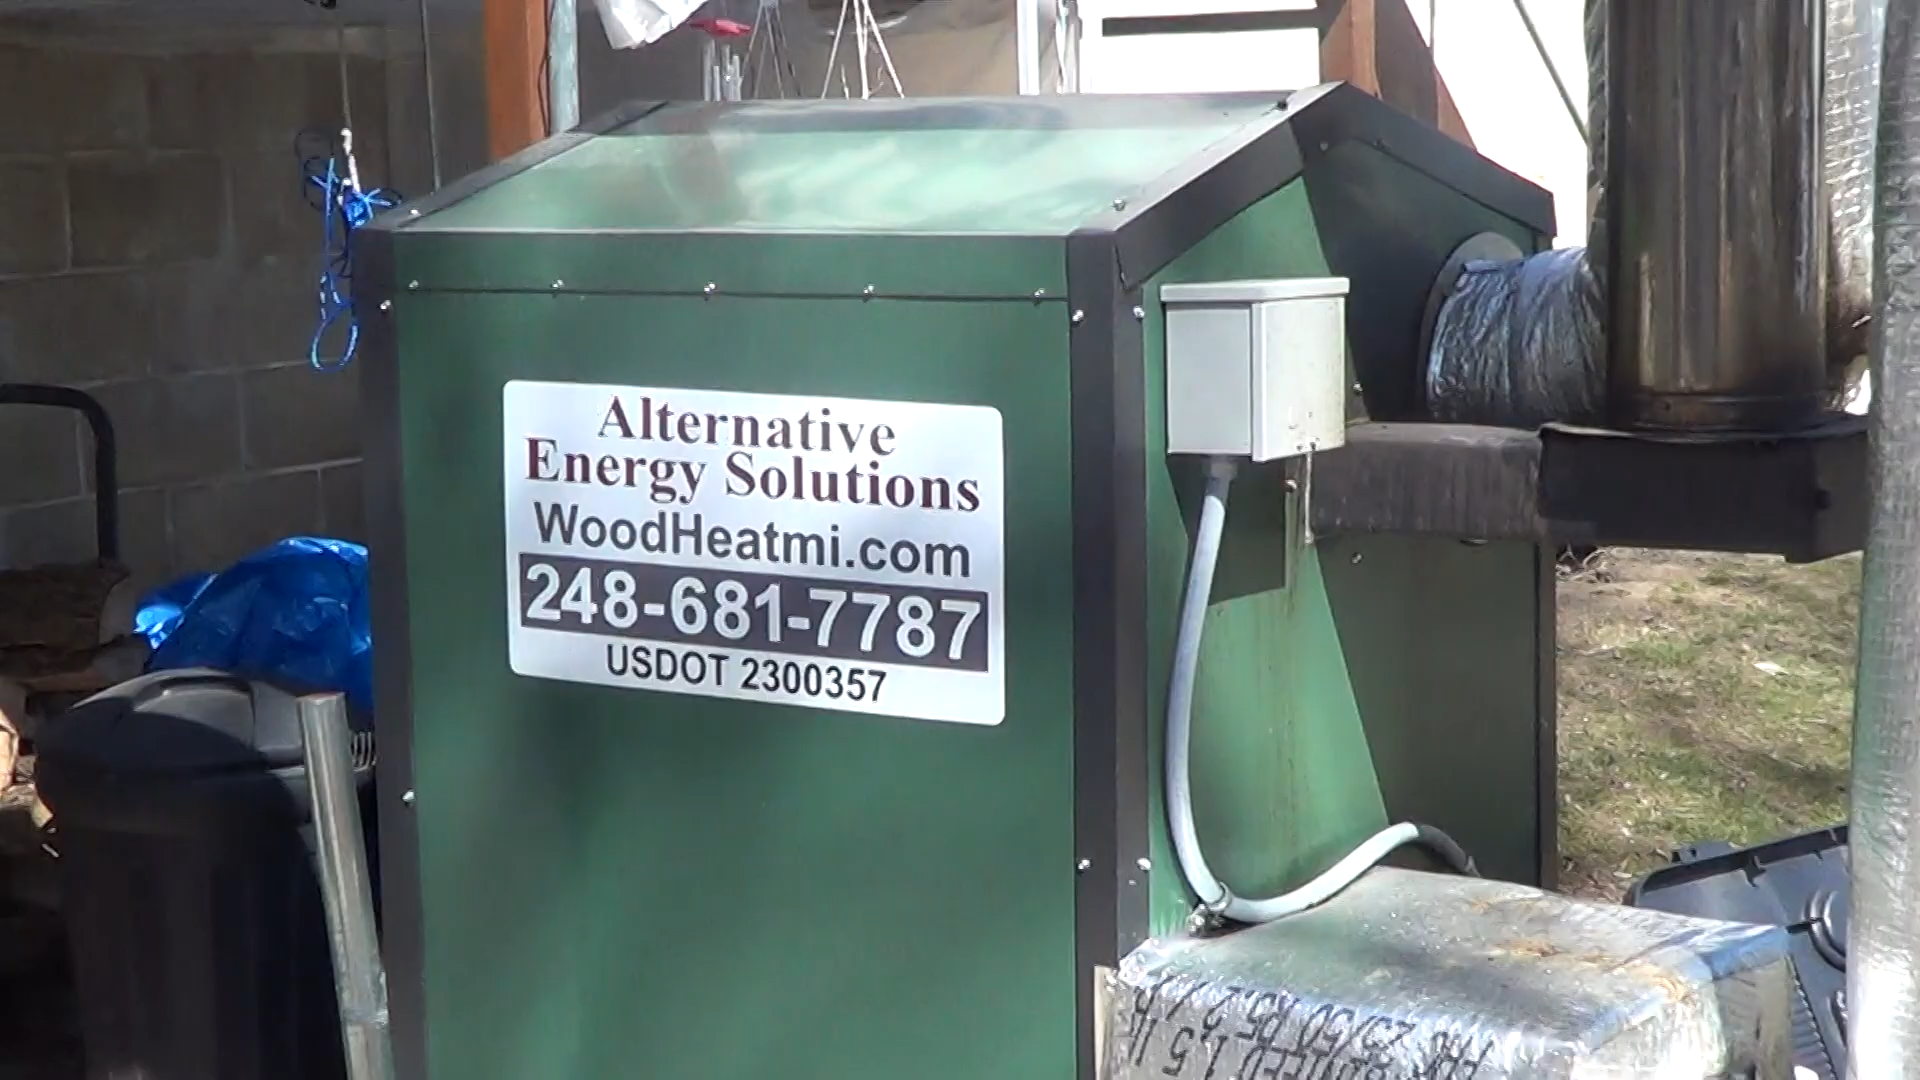 Alternative
Energy Solutions
WoodHeatmi.com
248-681-7787
USDOT 2300357